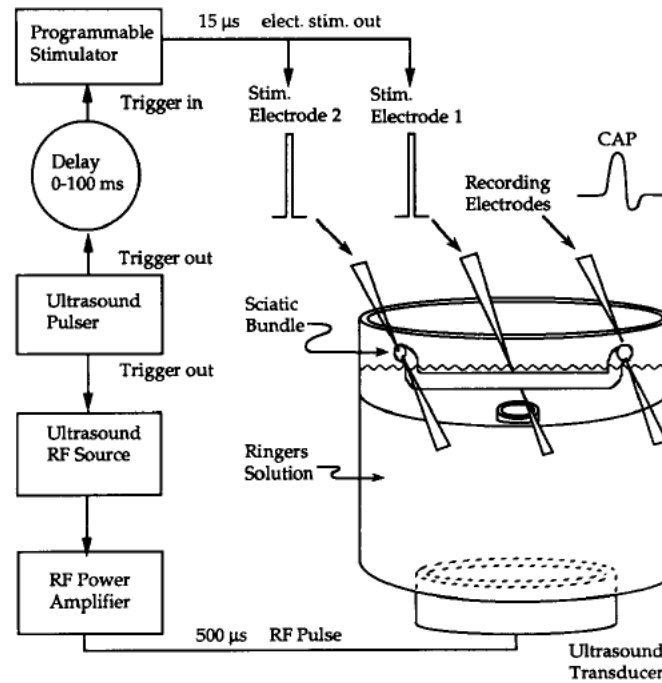 Programmable
Stimulator
15 µs elect. stim. out
Trigger in
Stim.
Electrode 2
Stim.
Electrode 1
CAP
Delay
0-100 ms
Recording
Electrodes
Trigger out
Ultrasound
Pulser
Sciatic
Bundle
Trigger out
Ultrasound
RF Source
Ringers
Solution
RF Power
Amplifier
500 µs RF Pulse
Ultrasound
Transducer